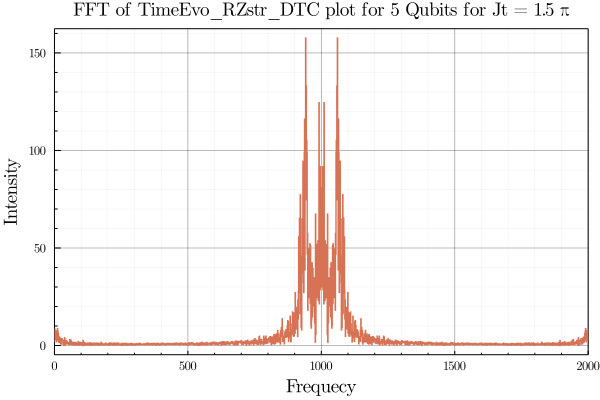 FFT of TimeEvo_RZstr_DTC plot for 5 Qubits for Jt = 1.5 π
150
100
50
0
Intensity
0 500 1000 1500 2000
Frequecy